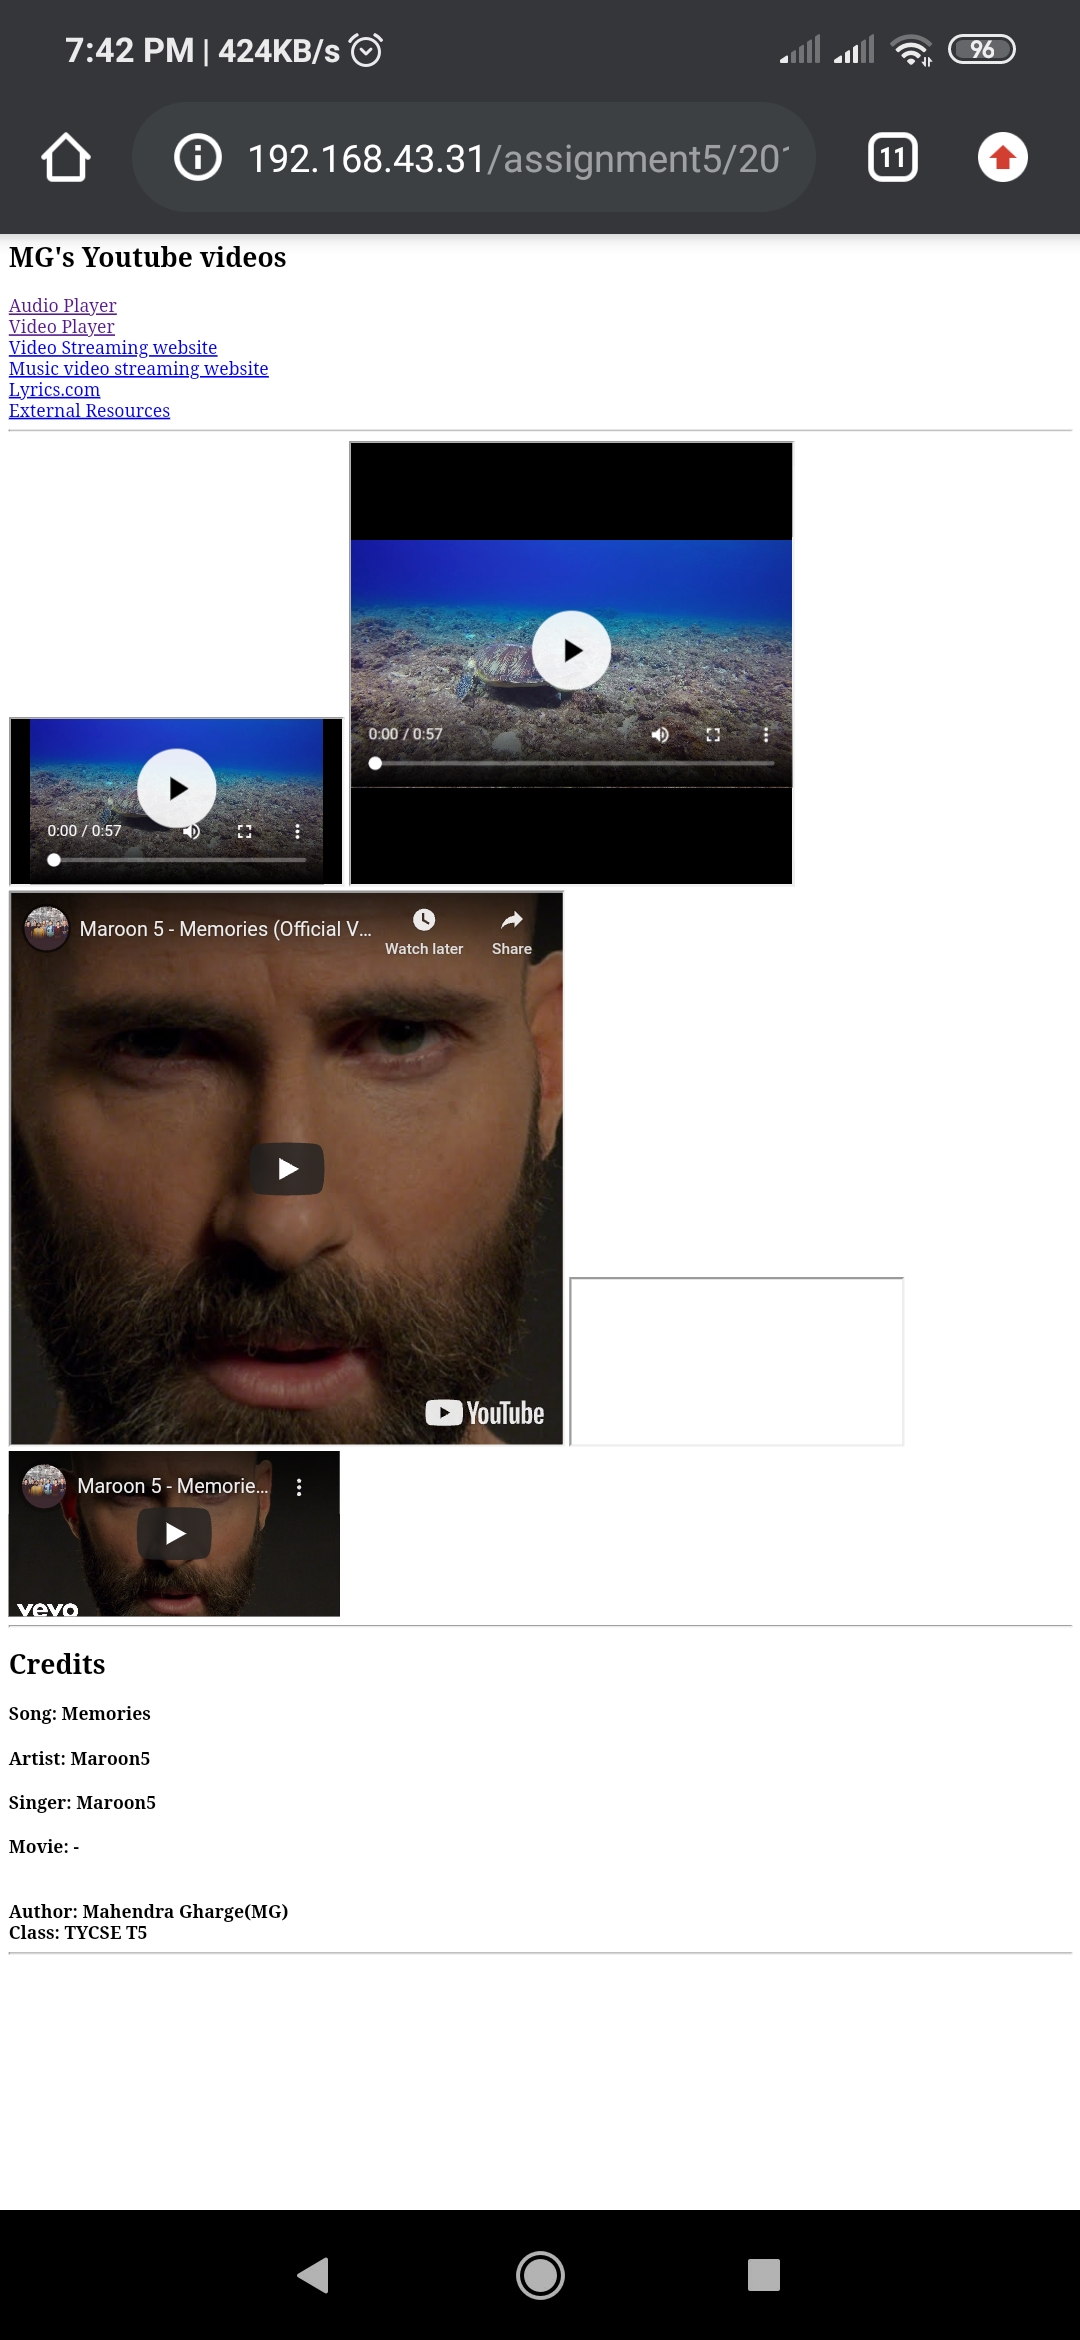 7:42 PM | 424KB/s
96
192.168.43.31/assignment5/20
11
MG's Youtube videos
Audio Player
Video Player
Video Streaming website
Music video streaming website
Lyrics.com
External Resources
0:00 / 0:57
0:00 / 0:57
Maroon 5 - Memories (Official V...
Watch later
Share
YouTube
Maroon 5 - Memorie...
vevo
Credits
Song: Memories
Artist: Maroon5
Singer: Maroon5
Movie: -
Author: Mahendra Gharge(MG)
Class: TYCSE T5